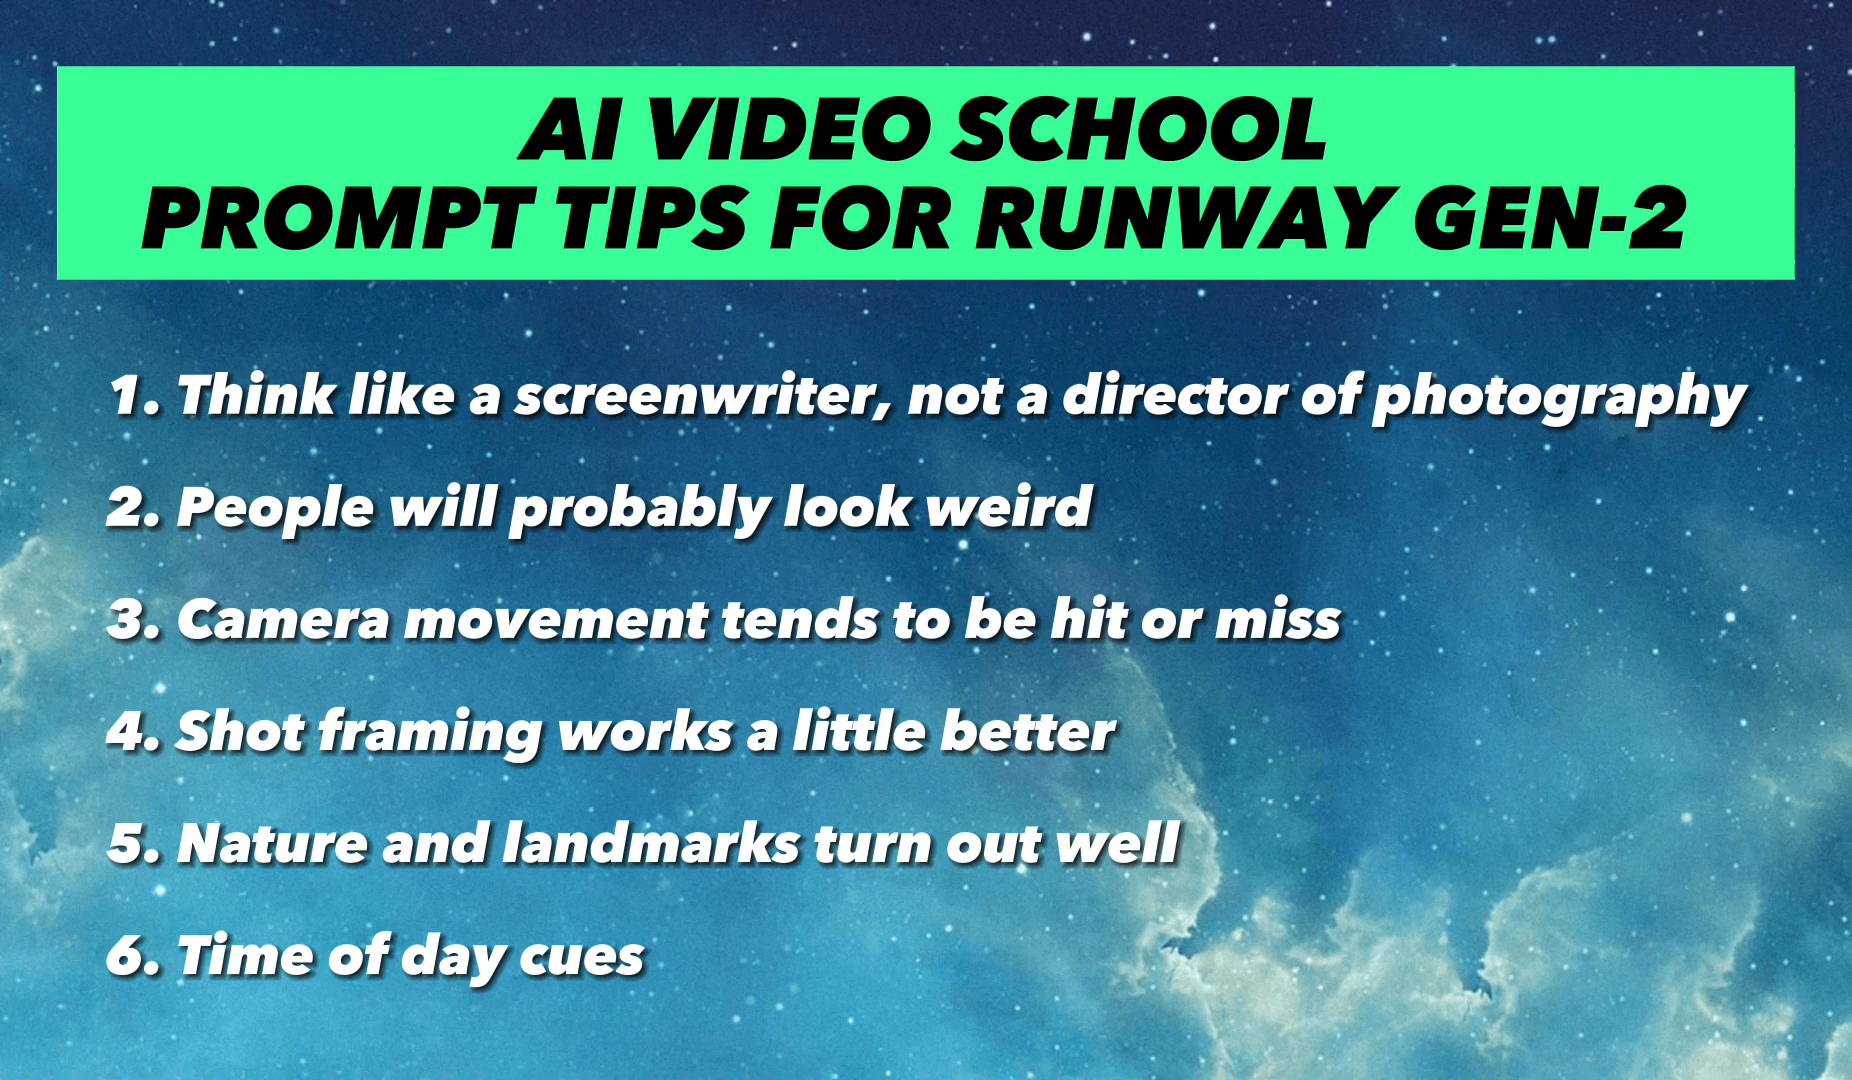 AI VIDEO SCHOOL
PROMPT TIPS FOR RUNWAY GEN-2
1. Think like a screenwriter, not a director of photography
2. People will probably look weird
3. Camera movement tends to be hit or miss
4. Shot framing works a little better
5. Nature and landmarks turn out well
6. Time of day cues